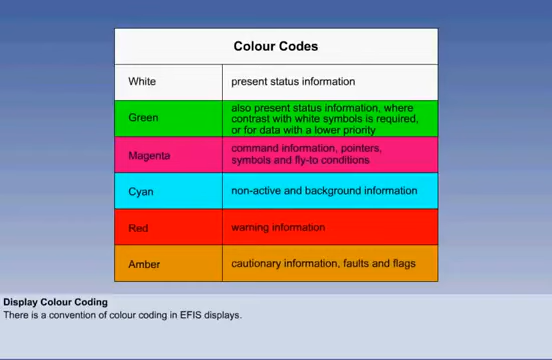 Colour Codes
White
present status information
Green
also present status information, where
contrast with white symbols is required,
or for data with a lower priority
Magenta
command information, pointers,
symbols and fly-to conditions
Cyan
non-active and background information
Red
warning information
Amber
cautionary information, faults and flags
Display Colour Coding
There is a convention of colour coding in EFIS displays.